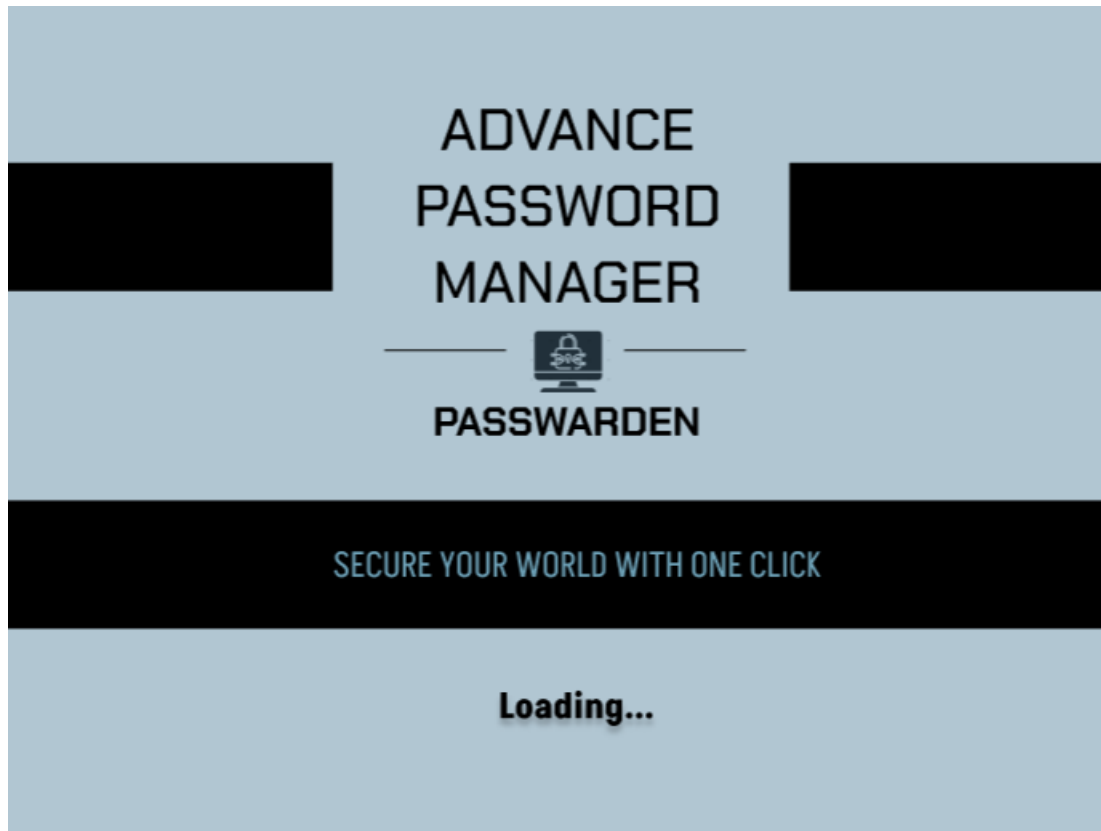 ADVANCE
PASSWORD
MANAGER
PASSWARDEN
SECURE YOUR WORLD WITH ONE CLICK
Loading...